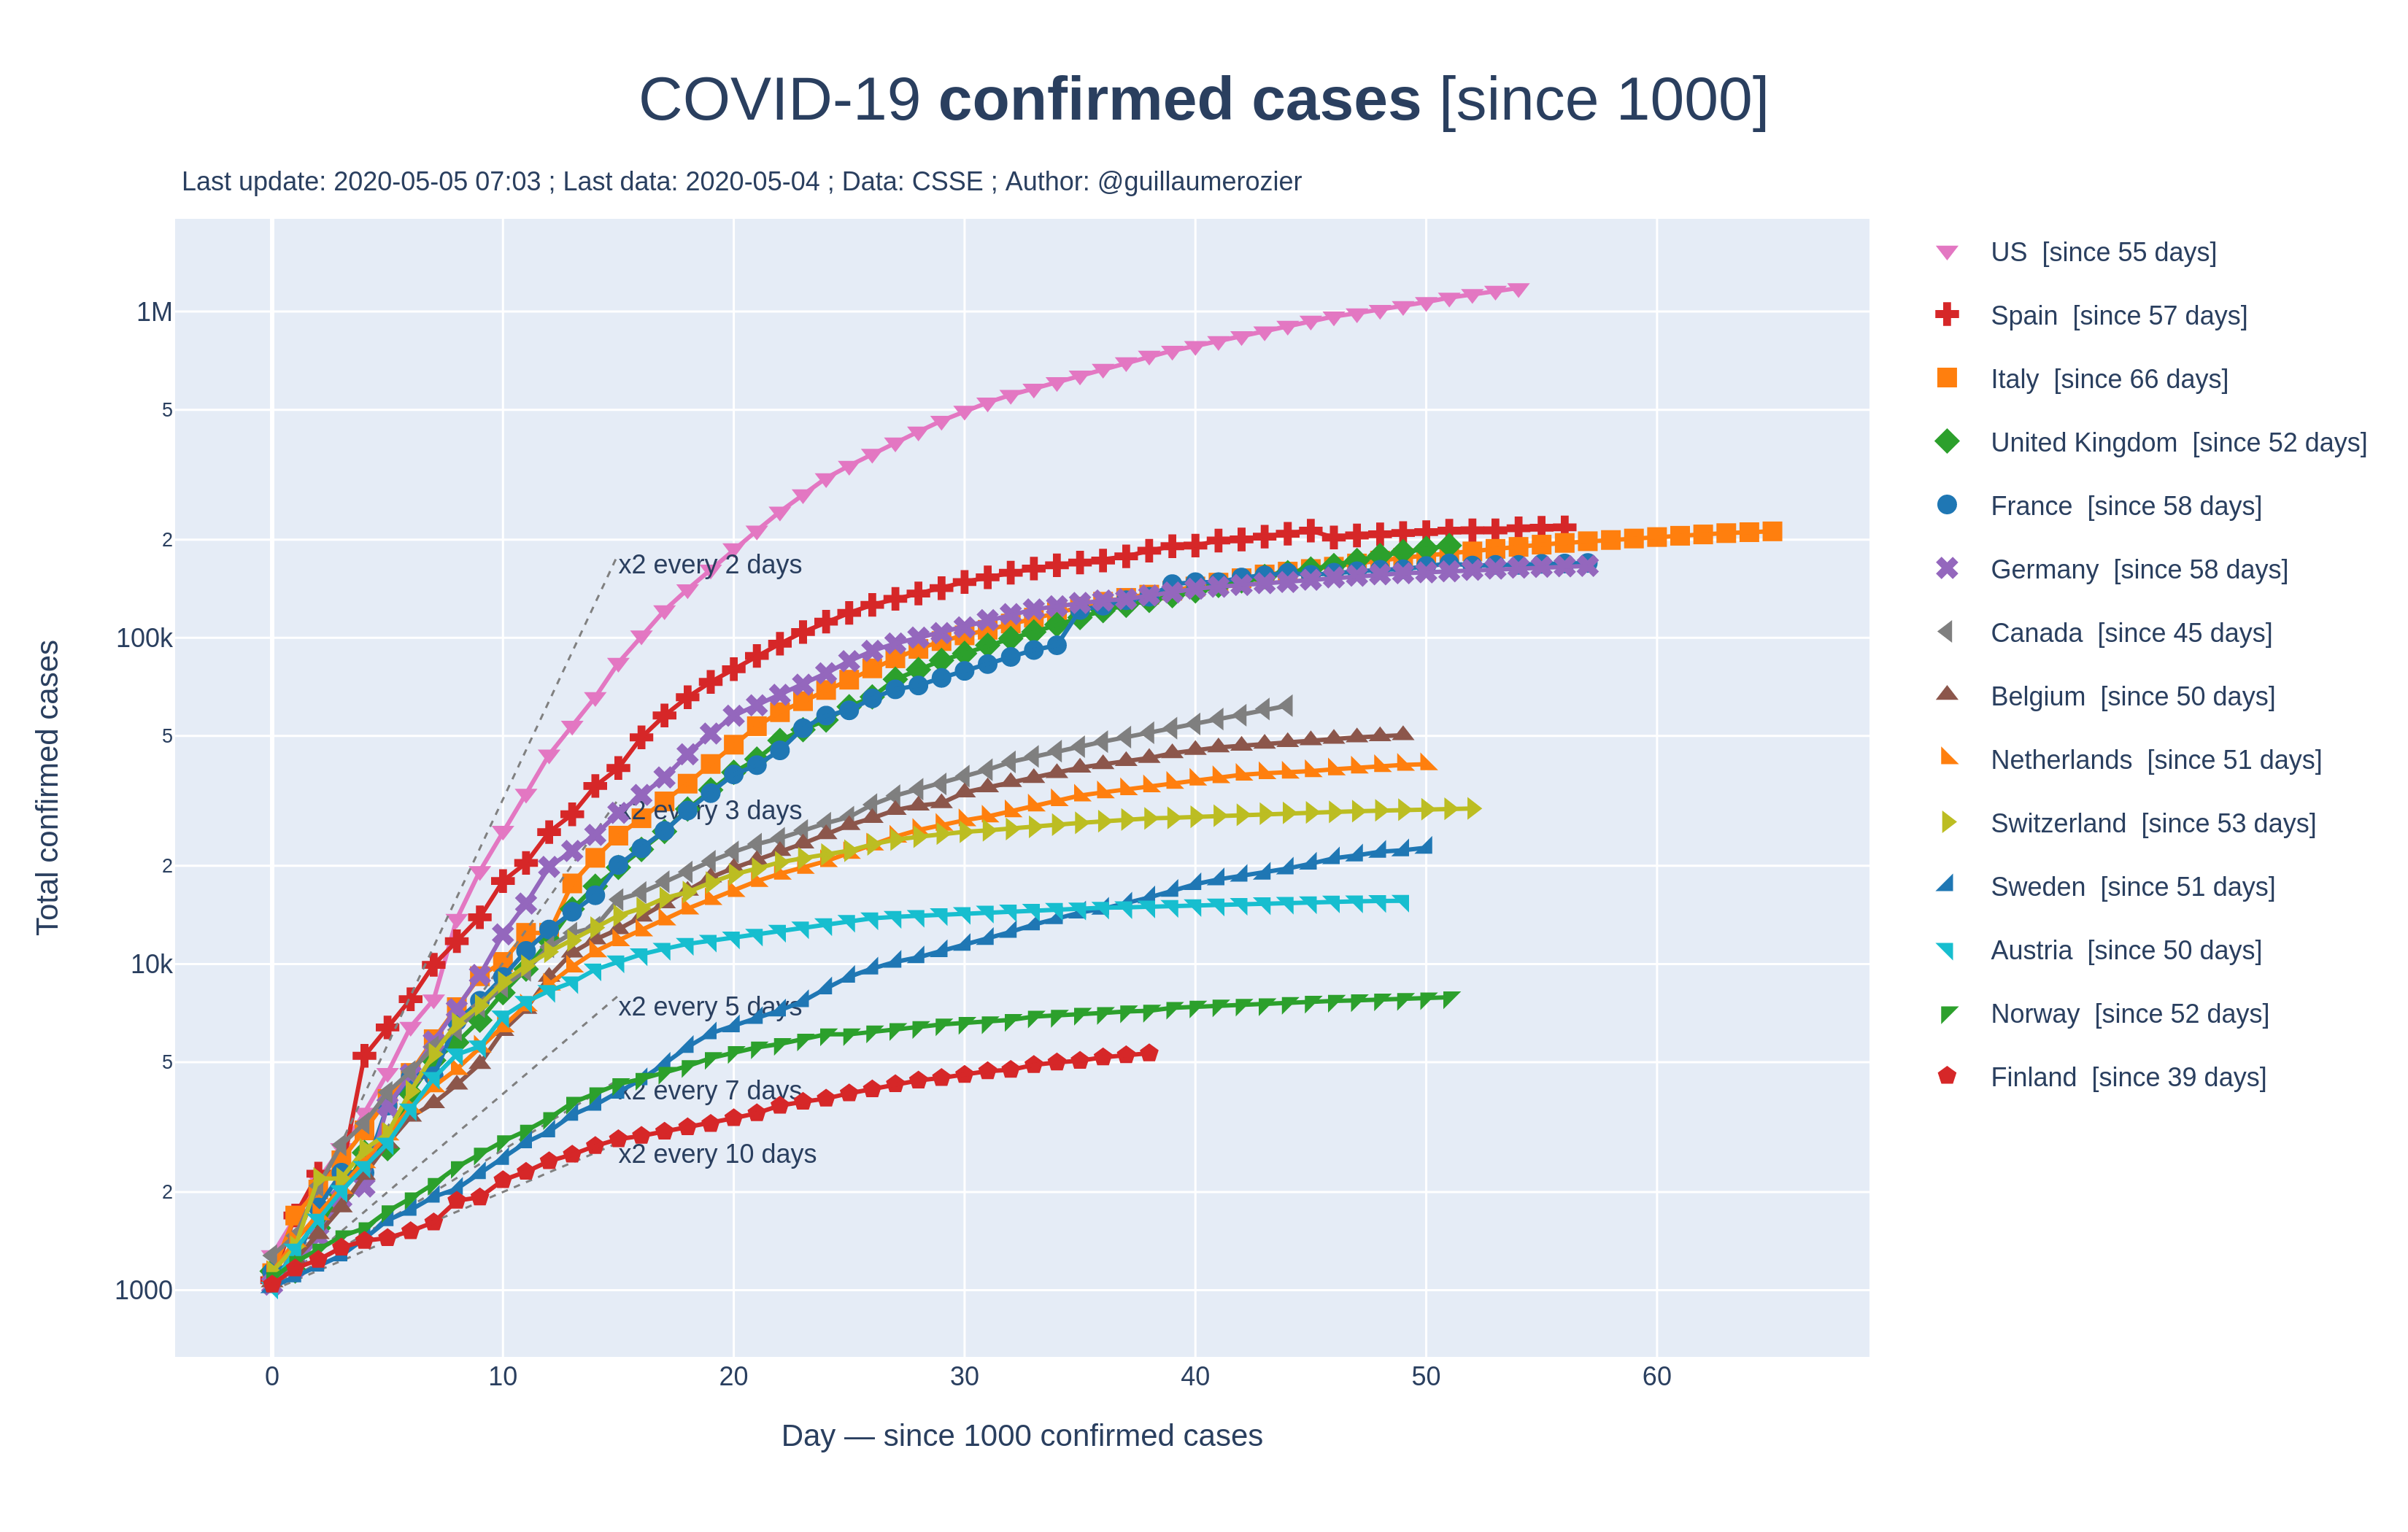 COVID-19 confirmed cases [since 1000]
Last update: 2020-05-05 07:03 ; Last data: 2020-05-04 ; Data: CSSE ; Author: @guillaumerozier
Total confirmed cases
1M
5
2
100k
5
2
10k
5
2
1000
x2 every 2 days
x2 every 3 days
x2 every 5 days
x2 every 7 days
x2 every 10 days
0 10 20 30 40 50 60
Day — since 1000 confirmed cases
US [since 55 days]
Spain [since 57 days]
Italy [since 66 days]
United Kingdom [since 52 days]
France [since 58 days]
Germany [since 58 days]
Canada [since 45 days]
Belgium [since 50 days]
Netherlands [since 51 days]
Switzerland [since 53 days]
Sweden [since 51 days]
Austria [since 50 days]
Norway [since 52 days]
Finland [since 39 days]